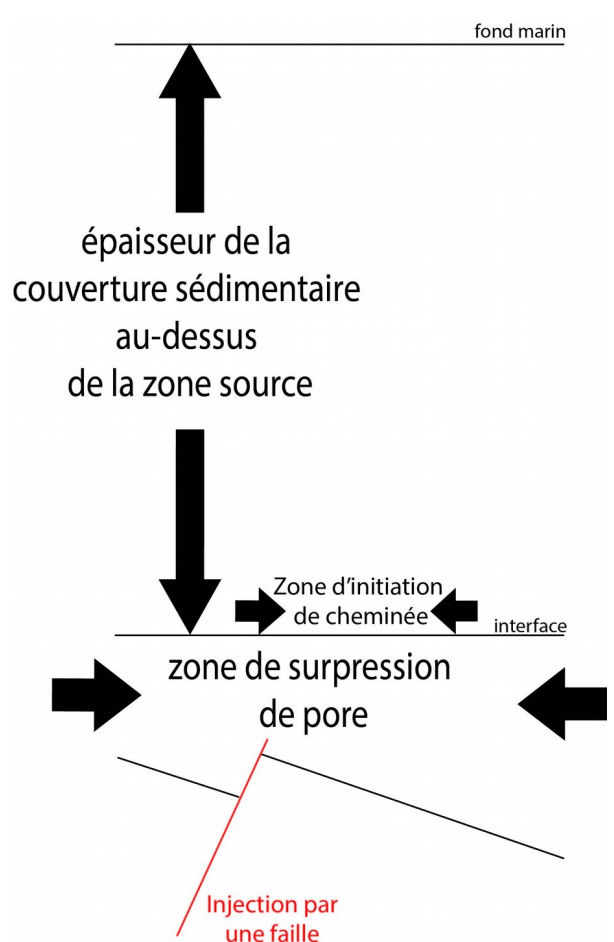 fond marin
épaisseur de la
couverture sédimentaire
au-dessus
de la zone source
Zone d'initiation
de cheminée
interface
zone de surpression
de pore
Injection par
une faille